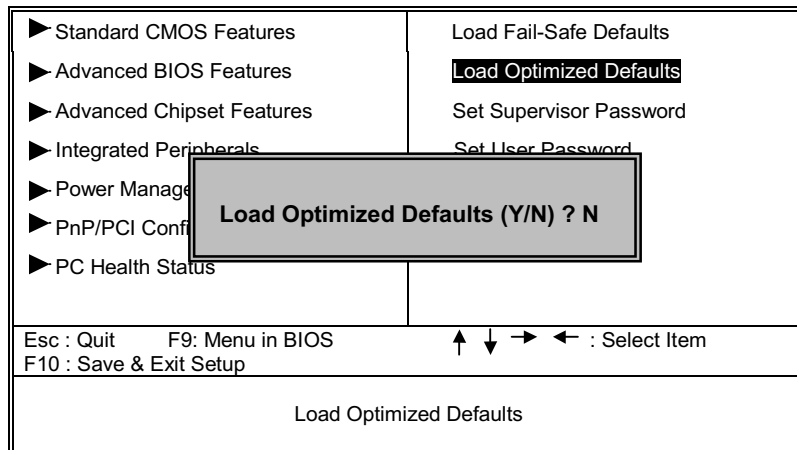 Standard CMOS Features
Advanced BIOS Features
Advanced Chipset Features
Integrated Peripherals
Power Manage
PnP/PCI Confi
PC Health Status
Load Fail-Safe Defaults
Load Optimized Defaults
Set Supervisor Password
Set User Password
Load Optimized Defaults (Y/N) ? N
Esc : Quit F9: Menu in BIOS
F10 : Save & Exit Setup
↑ ↓ → ← : Select Item
Load Optimized Defaults